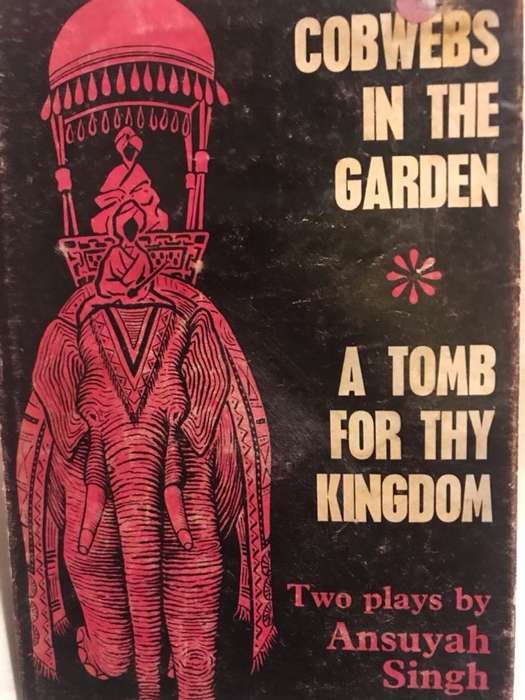 COBWEBS
IN THE
GARDEN
A TOMB
FOR THY
KINGDOM
Two plays by
Ansuyah
Singh